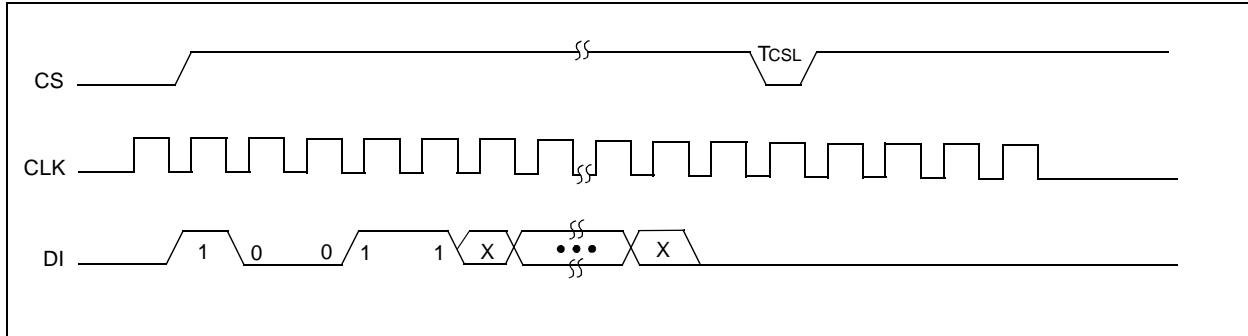 CS
TCSL
CLK
DI
1 0 0 1 1 X ••• X